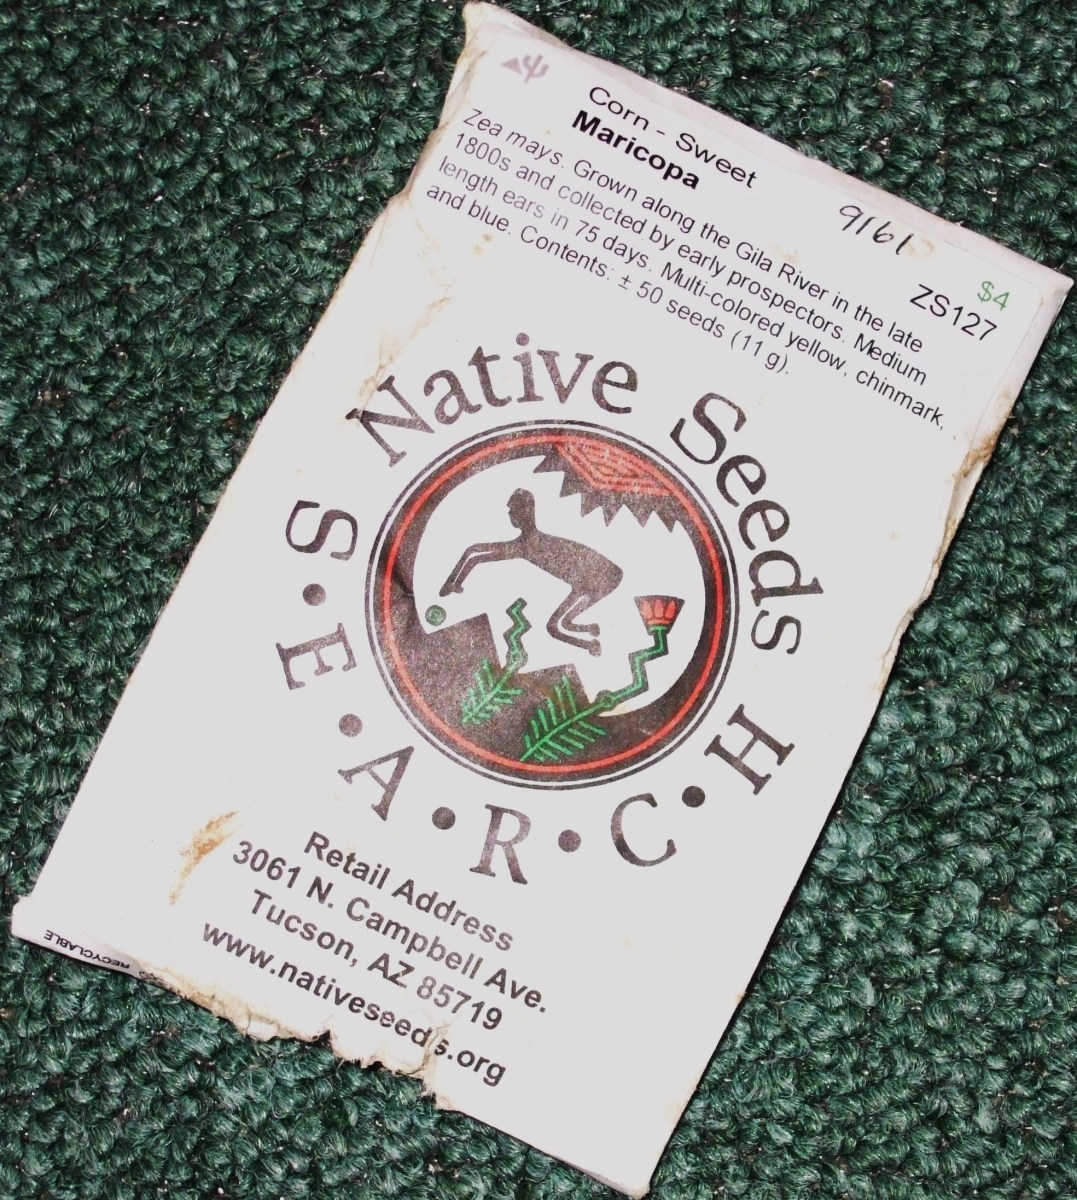 Corn - Sweet
Maricopa
9161
$4
ZS127
Zea mays. Grown along the Gila River in the late
1800s and collected by early prospectors. Medium
length ears in 75 days. Multi-colored yellow, chinmark,
and blue. Contents: ± 50 seeds (11 g).
Native Seeds
S•E•A•R•C•H
Retail Address
3061 N. Campbell Ave.
Tucson, AZ 85719
www.nativeseeds.org
RECYCLABLE